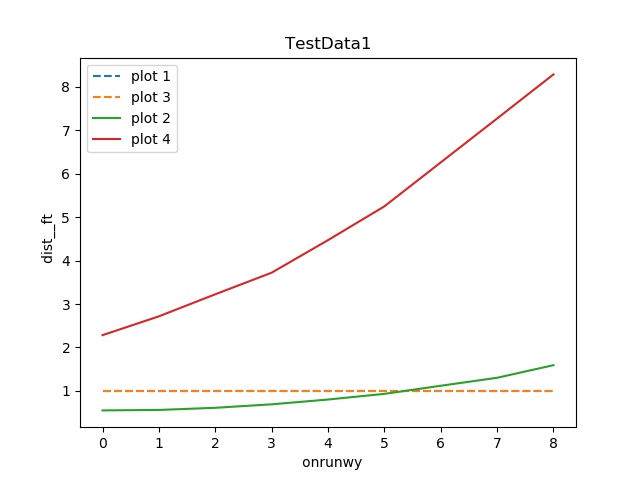 TestData1
plot 1
plot 3
plot 2
plot 4
8
7
6
5
4
3
2
1
dist__ft
0 1 2 3 4 5 6 7 8
onrunwy